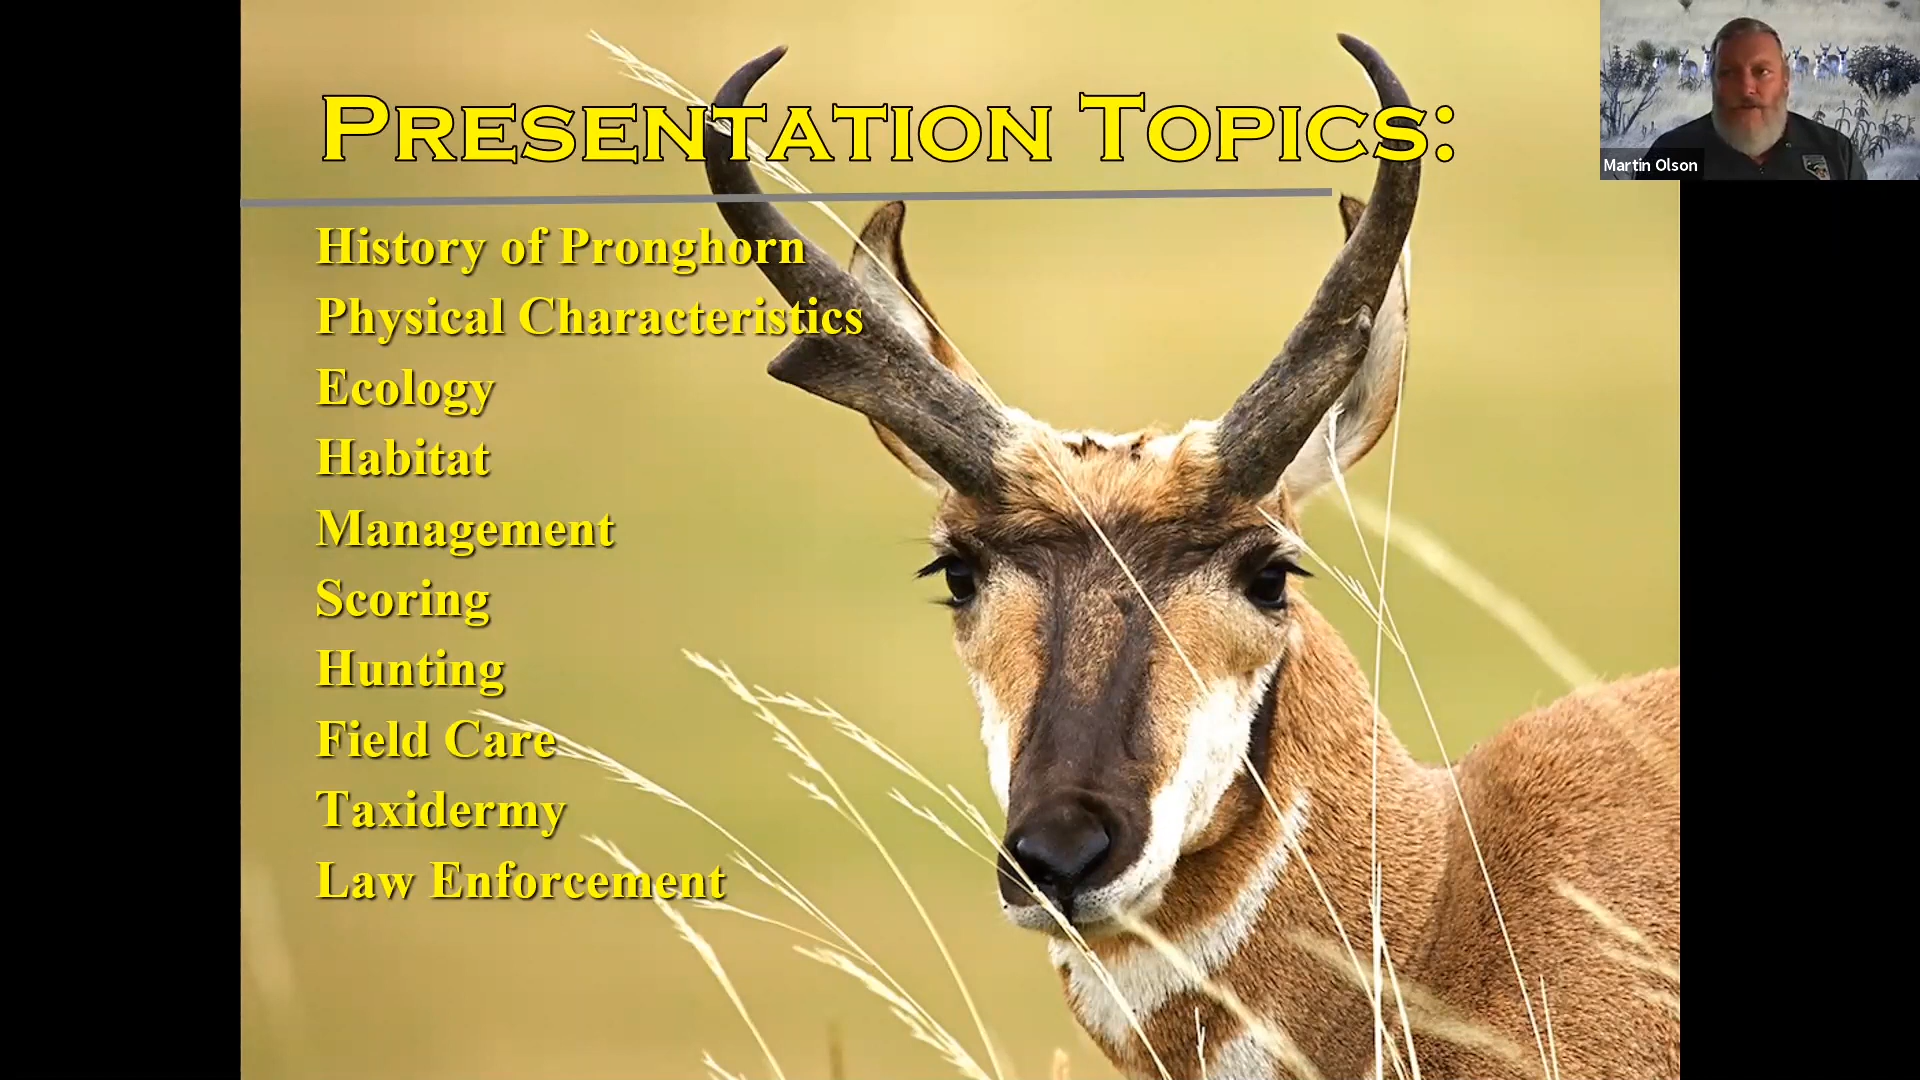 Presentation Topics:
Martin Olson
History of Pronghorn
Physical Characteristics
Ecology
Habitat
Management
Scoring
Hunting
Field Care
Taxidermy
Law Enforcement